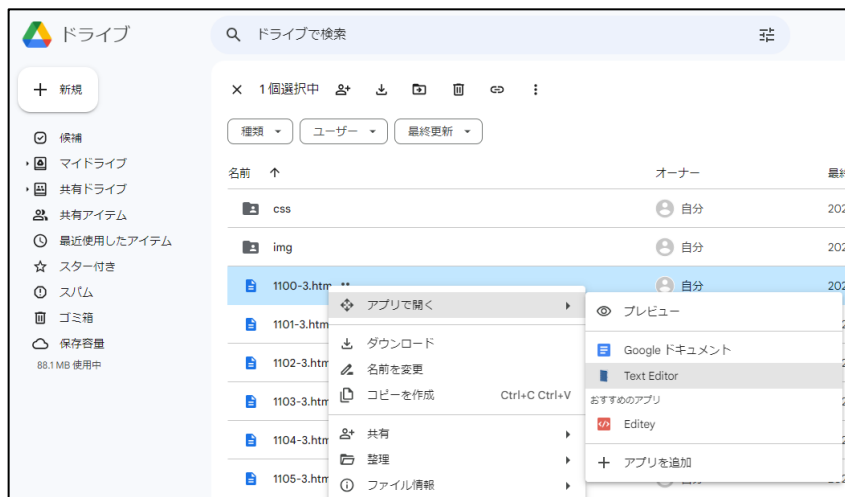 ドライブ
ドライブで検索
新規
1 個選択中
候補
マイドライブ
共有ドライブ
共有アイテム
最近使用したアイテム
スター付き
スパム
ゴミ箱
保存容量
88.1 MB 使用中
種類
ユーザー
最終更新
名前
オーナー
css
自分
202
img
自分
202
1100-3.htm
自分
202
1101-3.htm
1102-3.htm
1103-3.htm
1104-3.htm
1105-3.htm
アプリで開く
ダウンロード
名前を変更
コピーを作成 Ctrl+C Ctrl+V
共有
整理
ファイル情報
プレビュー
Google ドキュメント
Text Editor
おすすめのアプリ
Editey
アプリを追加